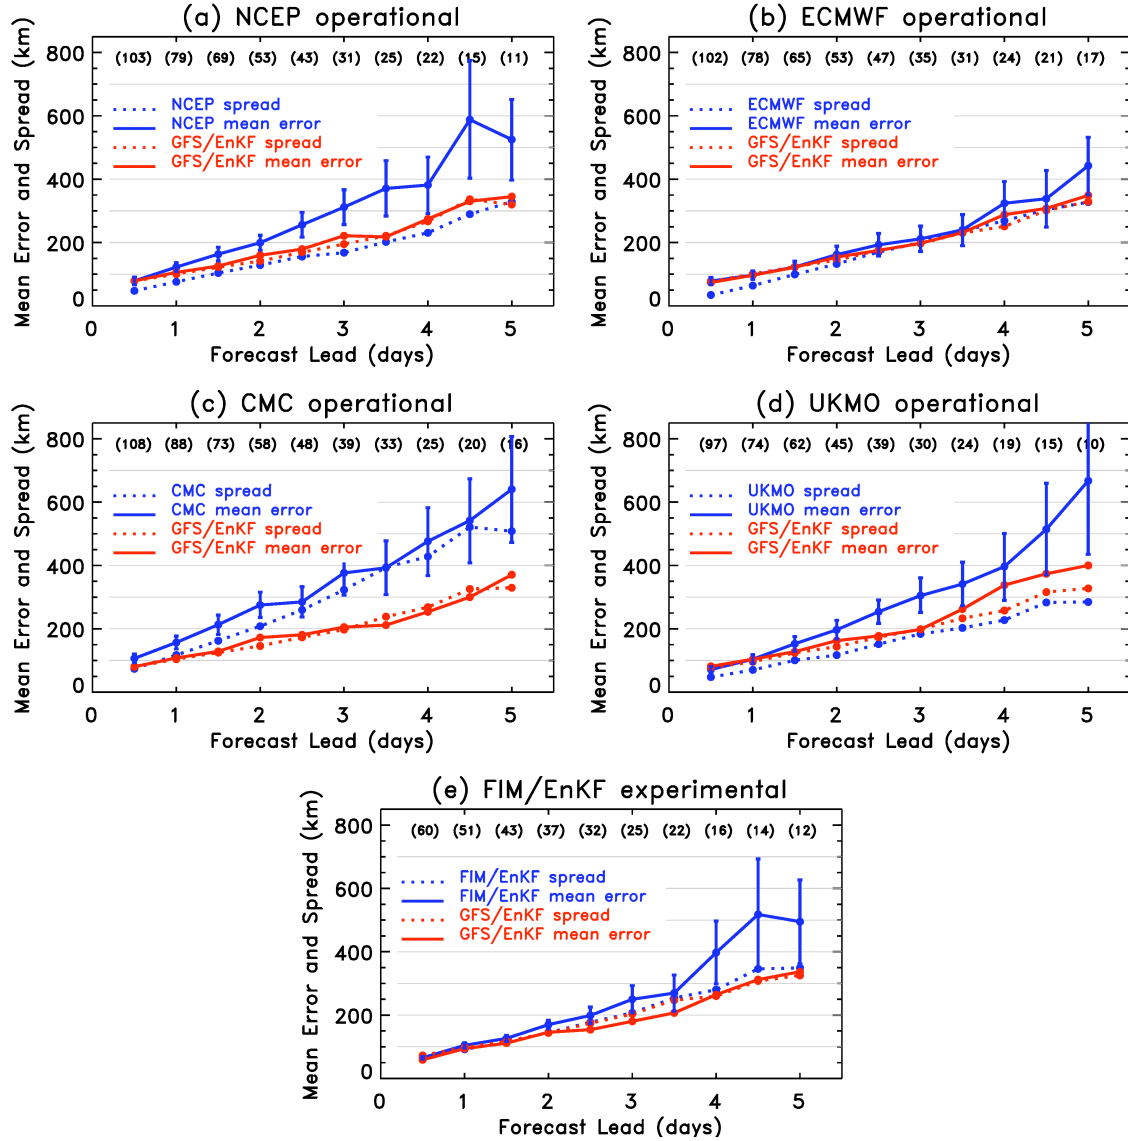 (a) NCEP operational
Mean Error and Spread (km)
800
600
400
200
0
(103) (79) (69) (53) (43) (31) (25) (22) (15) (11)
NCEP spread
NCEP mean error
GFS/EnKF spread
GFS/EnKF mean error
0 1 2 3 4 5
Forecast Lead (days)
(b) ECMWF operational
Mean Error and Spread (km)
800
600
400
200
0
(102) (78) (65) (53) (47) (35) (31) (24) (21) (17)
ECMWF spread
ECMWF mean error
GFS/EnKF spread
GFS/EnKF mean error
0 1 2 3 4 5
Forecast Lead (days)
(c) CMC operational
Mean Error and Spread (km)
800
600
400
200
0
(108) (88) (73) (58) (48) (39) (33) (25) (20) (16)
CMC spread
CMC mean error
GFS/EnKF spread
GFS/EnKF mean error
0 1 2 3 4 5
Forecast Lead (days)
(d) UKMO operational
Mean Error and Spread (km)
800
600
400
200
0
(97) (74) (62) (45) (39) (30) (24) (19) (15) (10)
UKMO spread
UKMO mean error
GFS/EnKF spread
GFS/EnKF mean error
0 1 2 3 4 5
Forecast Lead (days)
(e) FIM/EnKF experimental
Mean Error and Spread (km)
800
600
400
200
0
(60) (51) (43) (37) (32) (25) (22) (16) (14) (12)
FIM/EnKF spread
FIM/EnKF mean error
GFS/EnKF spread
GFS/EnKF mean error
0 1 2 3 4 5
Forecast Lead (days)